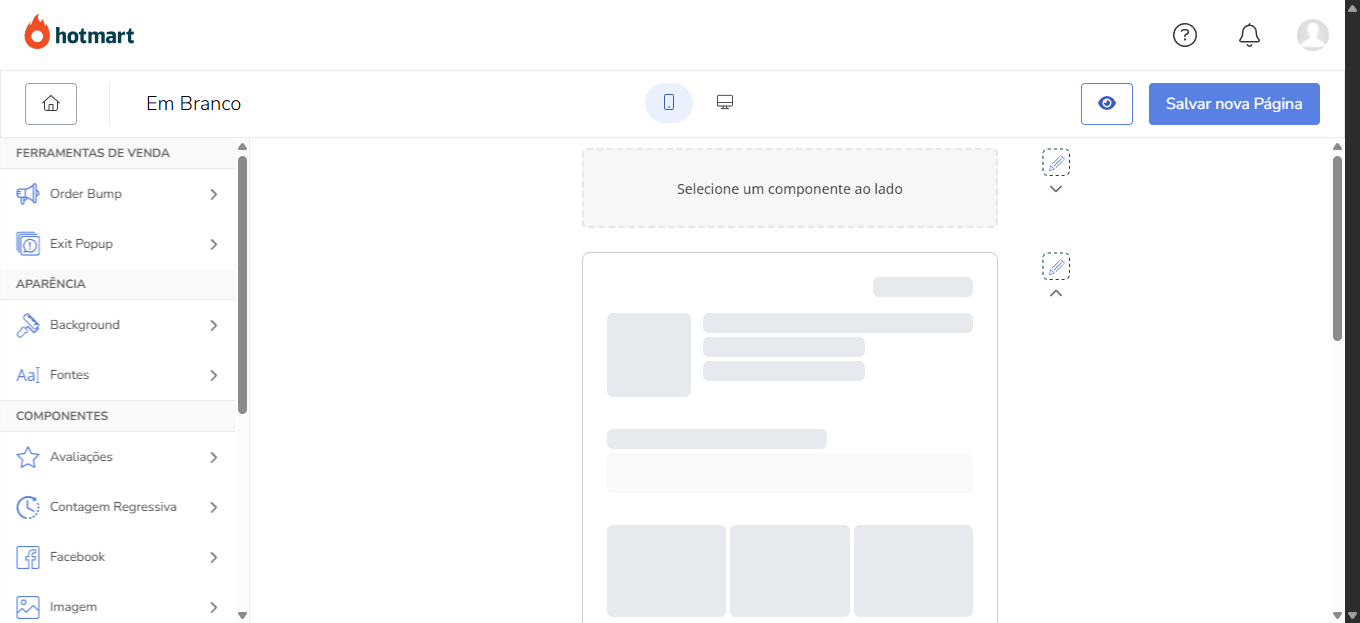 hotmart
Em Branco
Salvar nova Página
FERRAMENTAS DE VENDA
Order Bump
Exit Popup
APARÊNCIA
Background
Aa Fontes
COMPONENTES
Avaliações
Contagem Regressiva
Facebook
Imagem
Selecione um componente ao lado